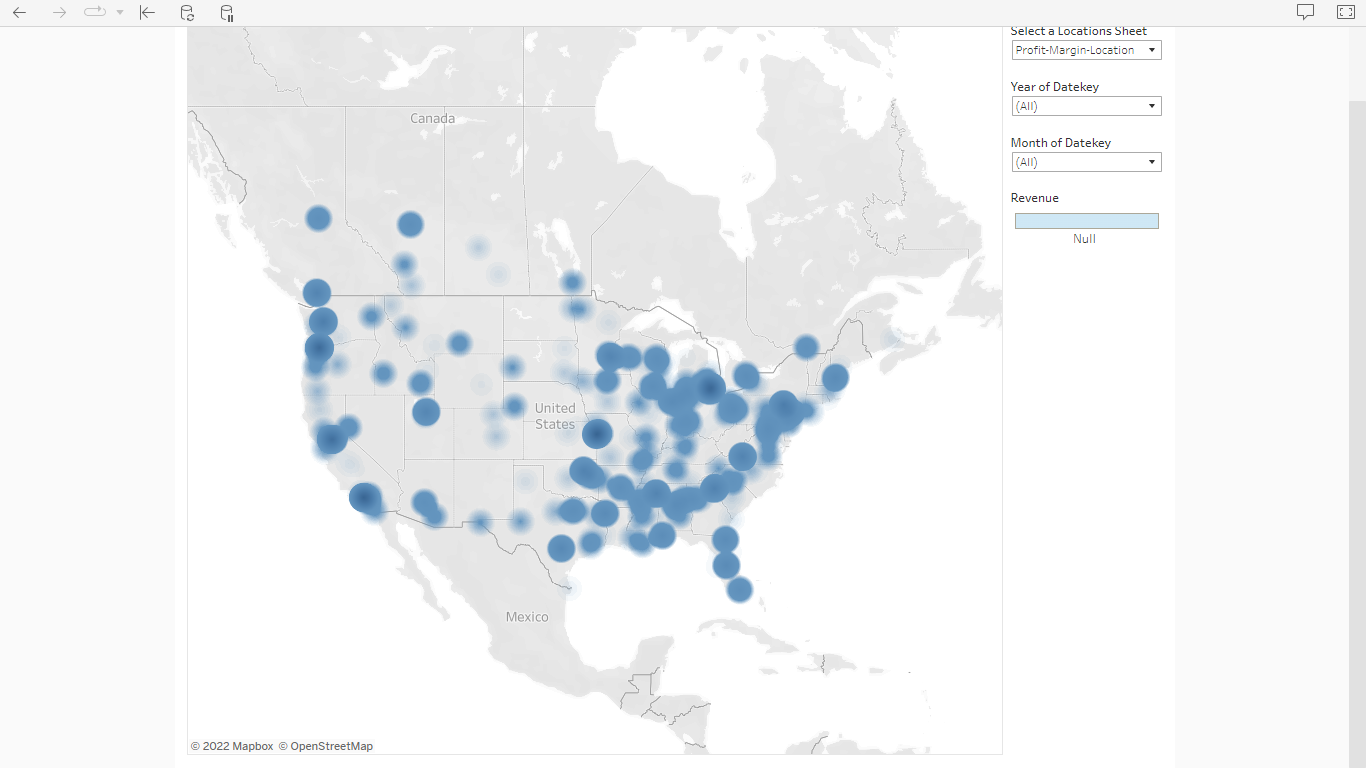 Select a Locations Sheet
Profit-Margin-Location
Year of Datekey
(All)
Month of Datekey
(All)
Revenue
Null
Canada
United
States
Mexico
© 2022 Mapbox © OpenStreetMap